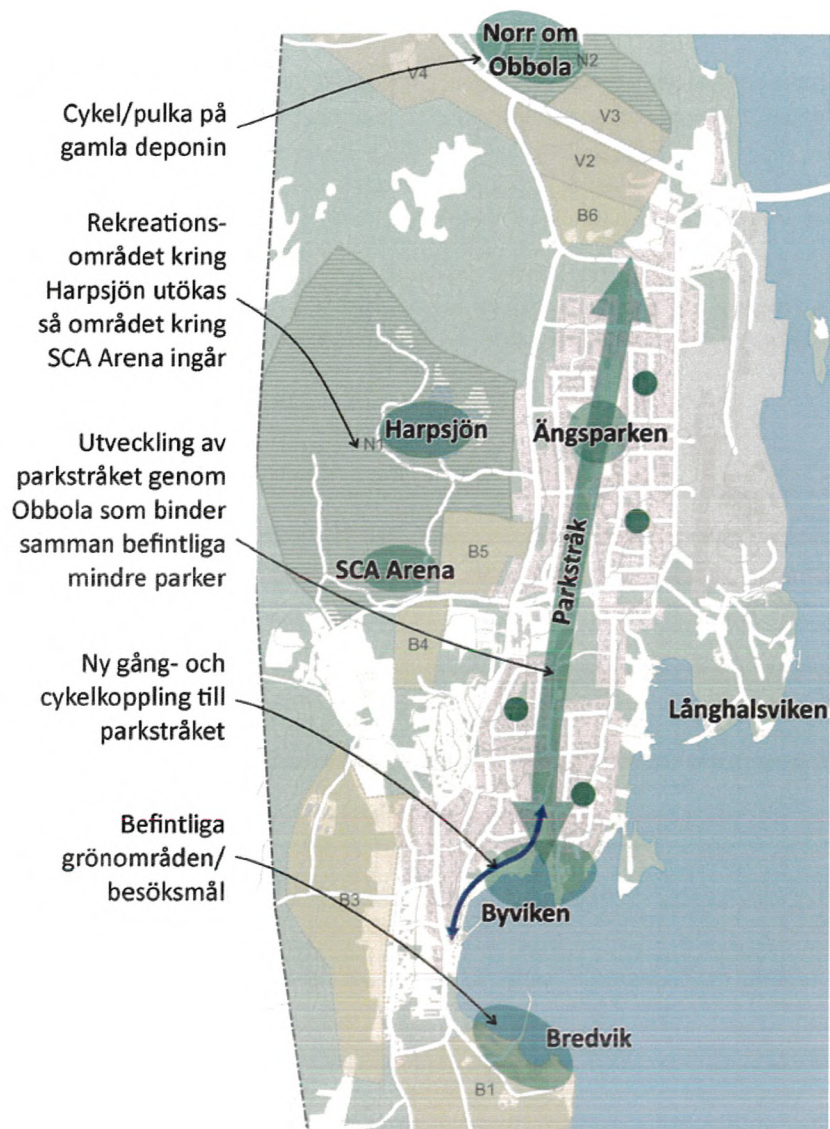 Norr om
Obbola
N2
V4
Cykel/pulka på
gamla deponin
V3
V2
B6
Rekreations-
området kring
Harpsjön utökas
så området kring
SCA Arena ingår
N1
Harpsjön
Ängsparken
Utveckling av
parkstråket genom
Obbola som binder
samman befintliga
mindre parker
Parkstråk
SCA Arena
B5
B4
Ny gång- och
cykelkoppling till
parkstråket
Långhalsviken
Befintliga
grönområden/
besöksmål
B3
Byviken
Bredvik
B1